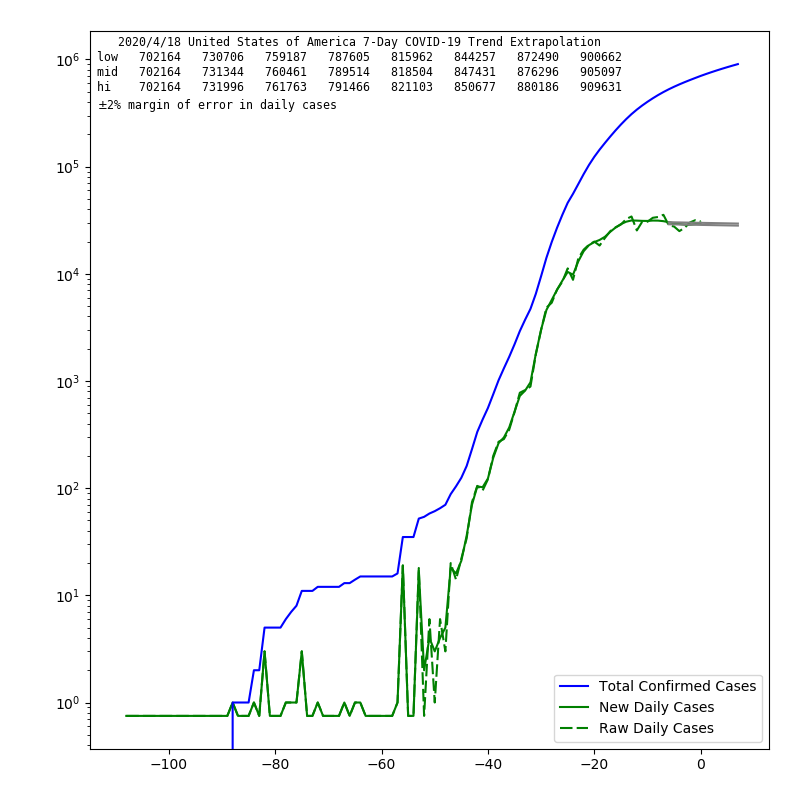 2020/4/18 United States of America 7-Day COVID-19 Trend Extrapolation
low 702164 730706 759187 787605 815962 844257 872490 900662
mid 702164 731344 760461 789514 818504 847431 876296 905097
hi 702164 731996 761763 791466 821103 850677 880186 909631
±2% margin of error in daily cases
10⁶
10⁵
10⁴
10³
10²
10¹
10⁰
Total Confirmed Cases
New Daily Cases
Raw Daily Cases
−100 −80 −60 −40 −20 0